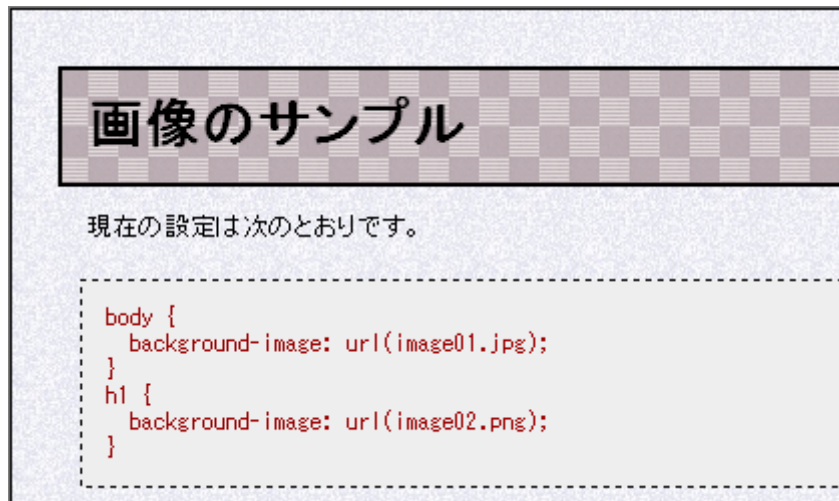 画像のサンプル
現在の設定は次のとおりです。
body {
  background-image: url(image01.jpg);
}
h1 {
  background-image: url(image02.png);
}